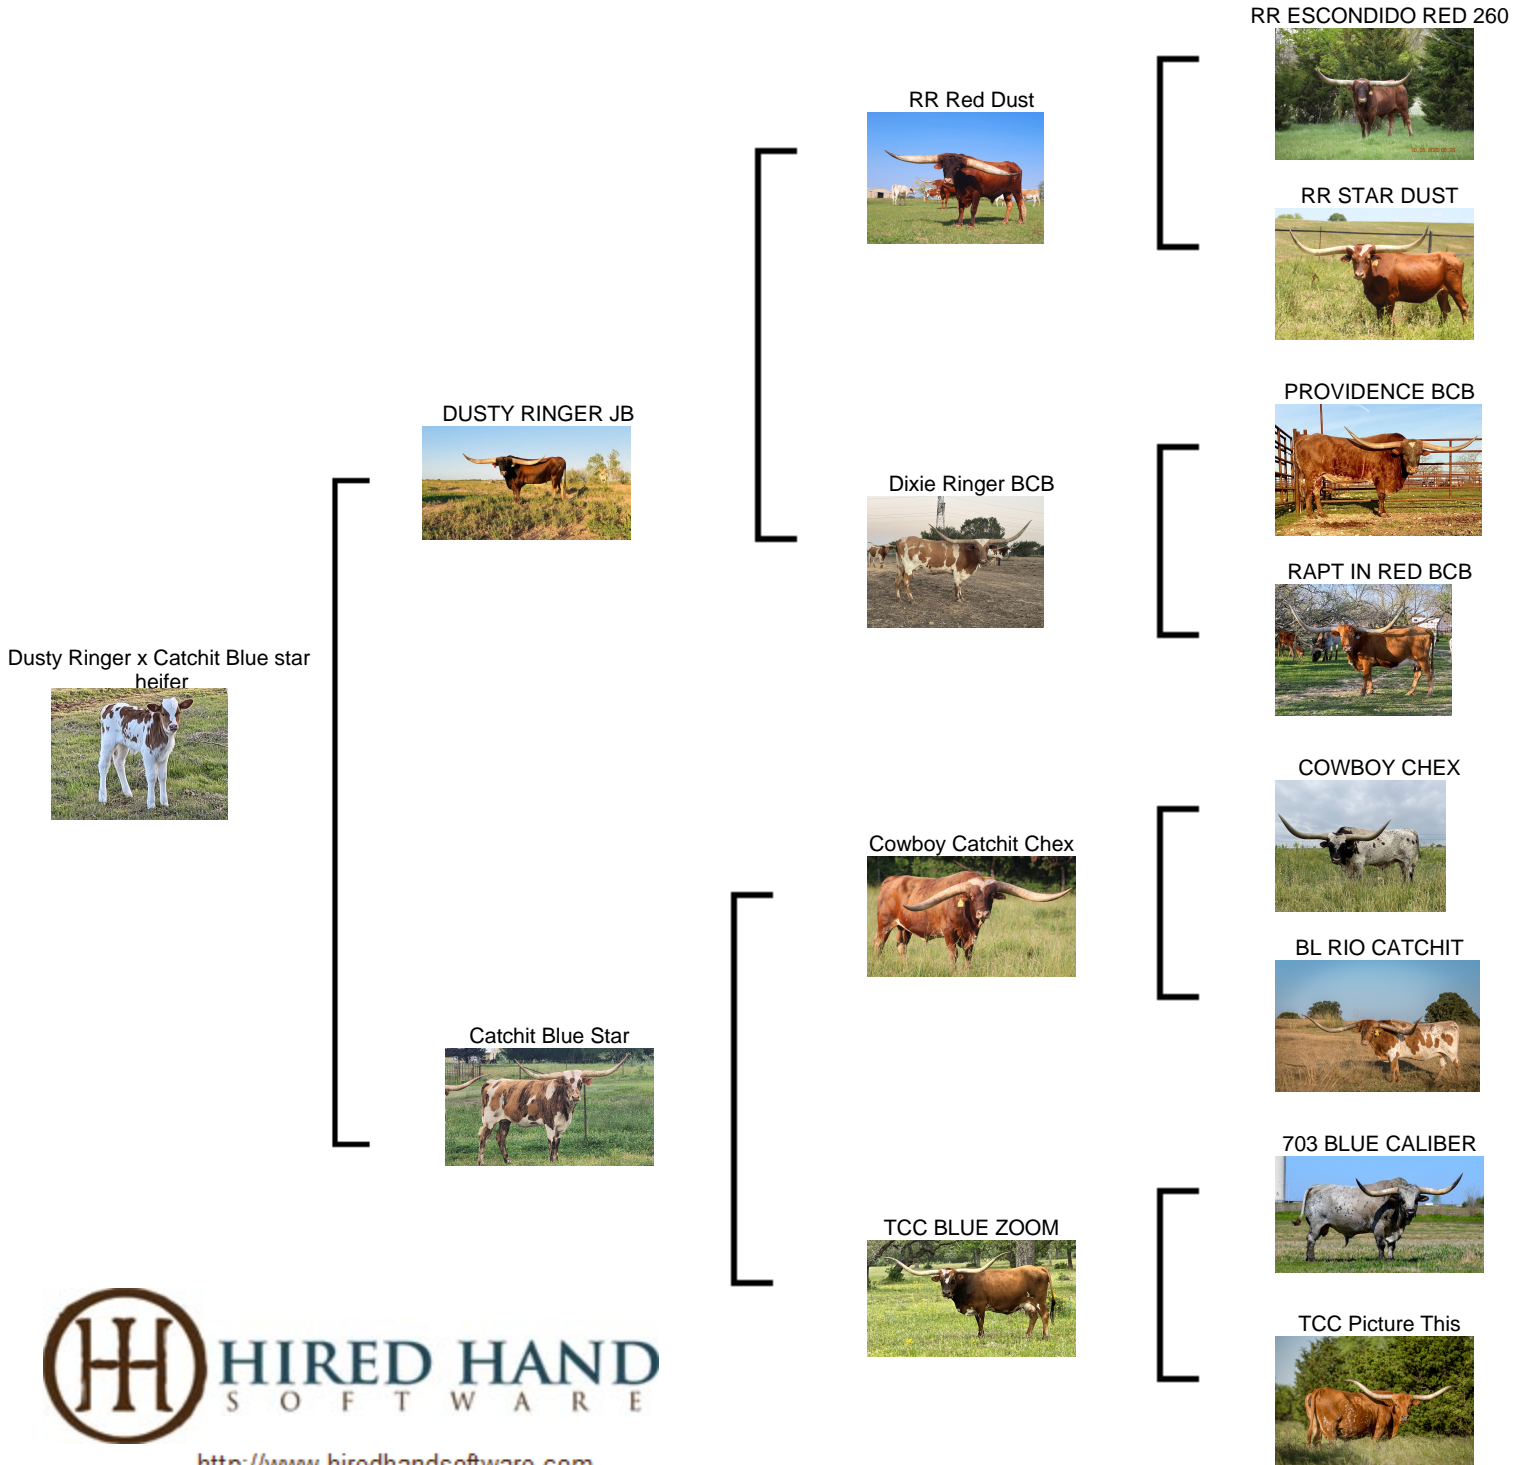 RR ESCONDIDO RED 260
RR Red Dust
RR STAR DUST
DUSTY RINGER JB
PROVIDENCE BCB
Dixie Ringer BCB
RAPT IN RED BCB
Dusty Ringer x Catchit Blue star
heifer
COWBOY CHEX
Cowboy Catchit Chex
BL RIO CATCHIT
Catchit Blue Star
703 BLUE CALIBER
TCC BLUE ZOOM
TCC Picture This
HIRED HAND
SOFTWARE
http://www.hiredhandsoftware.com